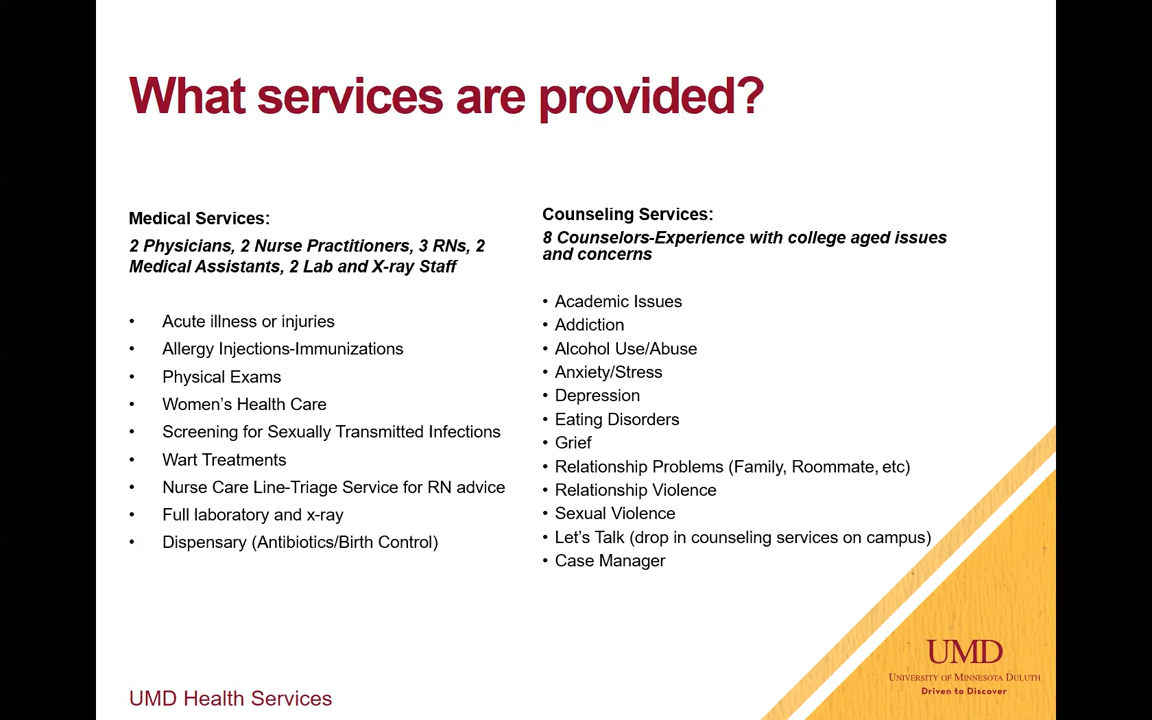 What services are provided?
Medical Services:
2 Physicians, 2 Nurse Practitioners, 3 RNs, 2
Medical Assistants, 2 Lab and X-ray Staff
• Acute illness or injuries
• Allergy Injections-Immunizations
• Physical Exams
• Women’s Health Care
• Screening for Sexually Transmitted Infections
• Wart Treatments
• Nurse Care Line-Triage Service for RN advice
• Full laboratory and x-ray
• Dispensary (Antibiotics/Birth Control)
Counseling Services:
8 Counselors-Experience with college aged issues
and concerns
• Academic Issues
• Addiction
• Alcohol Use/Abuse
• Anxiety/Stress
• Depression
• Eating Disorders
• Grief
• Relationship Problems (Family, Roommate, etc)
• Relationship Violence
• Sexual Violence
• Let’s Talk (drop in counseling services on campus)
• Case Manager
UMD Health Services
UMD
University of Minnesota Duluth
Driven to Discover